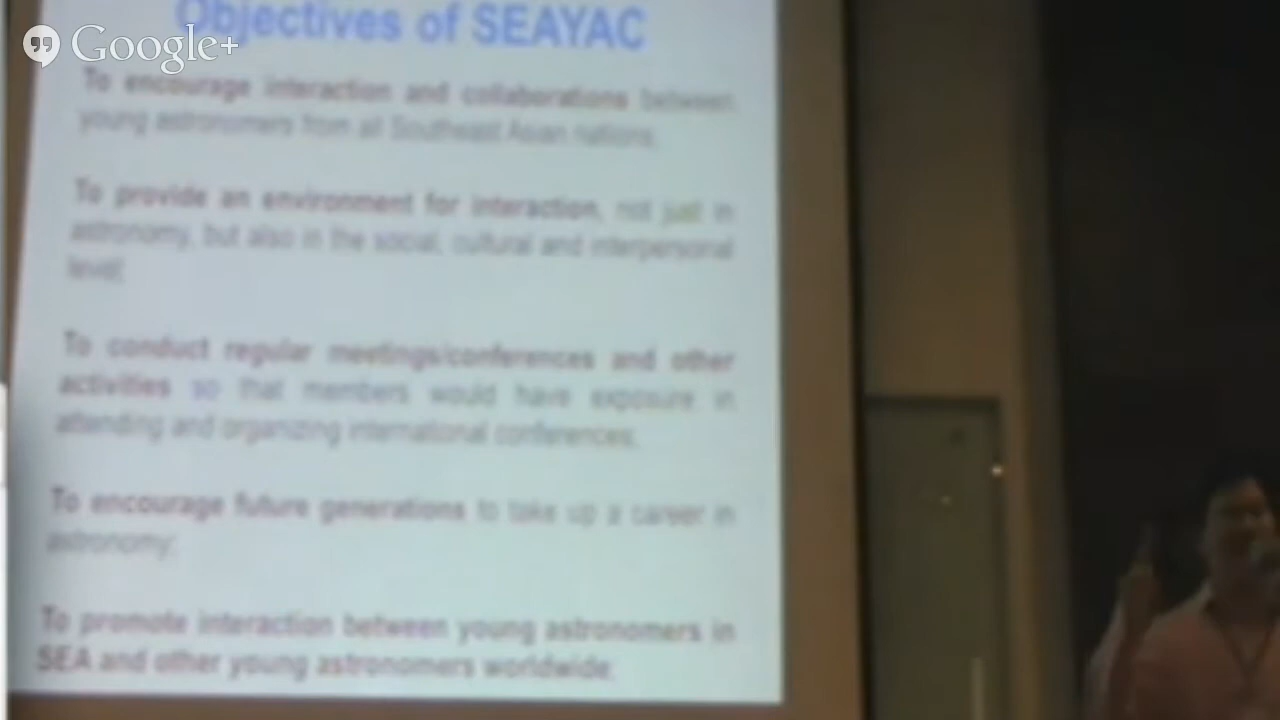 Google+
Objectives of SEAYAC
To encourage interaction and collaborations between
young astronomers from all Southeast Asian nations;
To provide an environment for interaction, not just in
astronomy, but also in the social, cultural and interpersonal
level;
To conduct regular meetings/conferences and other
activities so that members would have exposure in
attending and organizing international conferences;
To encourage future generations to take up a career in
astronomy;
To promote interaction between young astronomers in
SEA and other young astronomers worldwide.